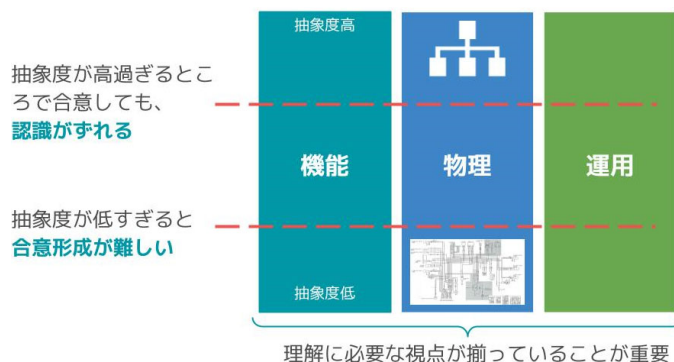 抽象度高
抽象度が高過ぎるとこ
ろで合意しても、
認識がずれる
機能
物理
運用
抽象度が低すぎると
合意形成が難しい
抽象度低
理解に必要な視点が揃っていることが重要